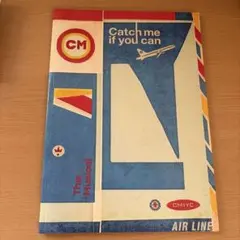 CM
Catch me
if you can
The Musical
CMIYC
AIR LINE